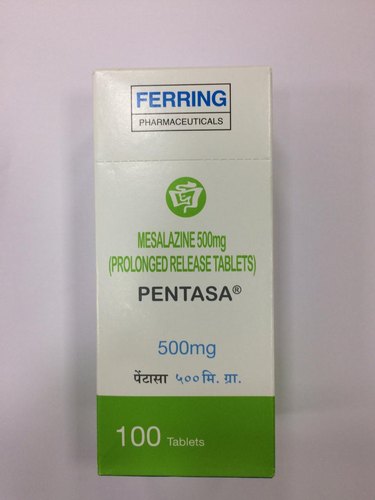 FERRING
PHARMACEUTICALS
MESALAZINE 500mg
(PROLONGED RELEASE TABLETS)
PENTASA®
500mg
पेंटासा ५०० मि. ग्रा.
100 Tablets